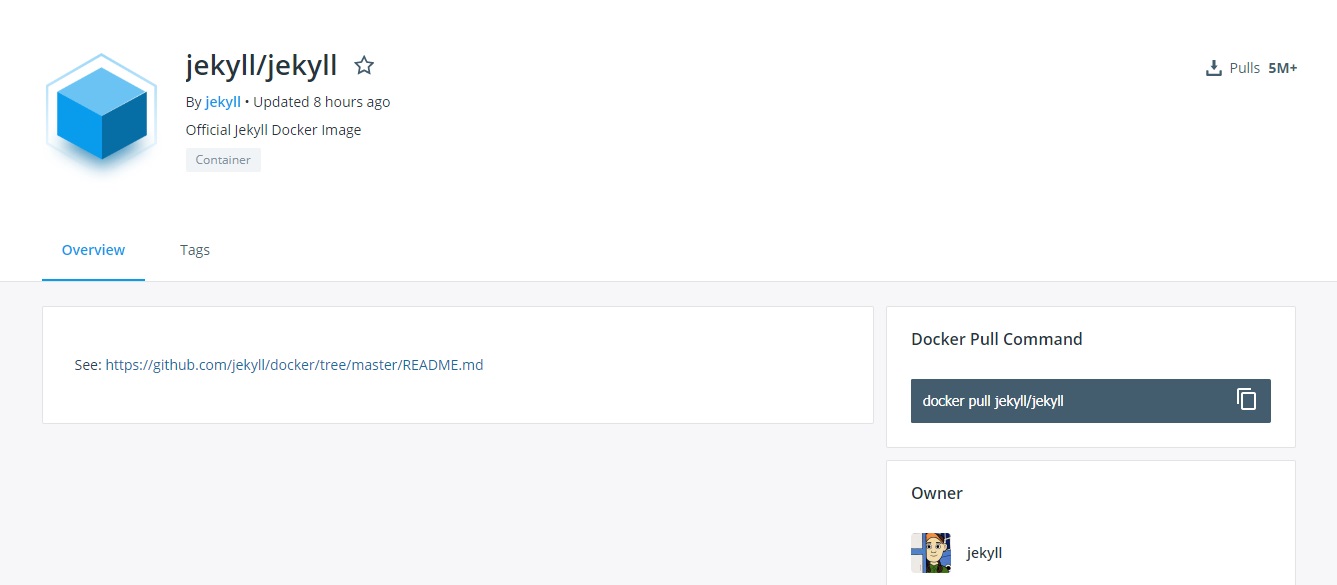 jekyll/jekyll
Pulls 5M+
By jekyll • Updated 8 hours ago
Official Jekyll Docker Image
Container
Overview
Tags
See: https://github.com/jekyll/docker/tree/master/README.md
Docker Pull Command
docker pull jekyll/jekyll
Owner
jekyll